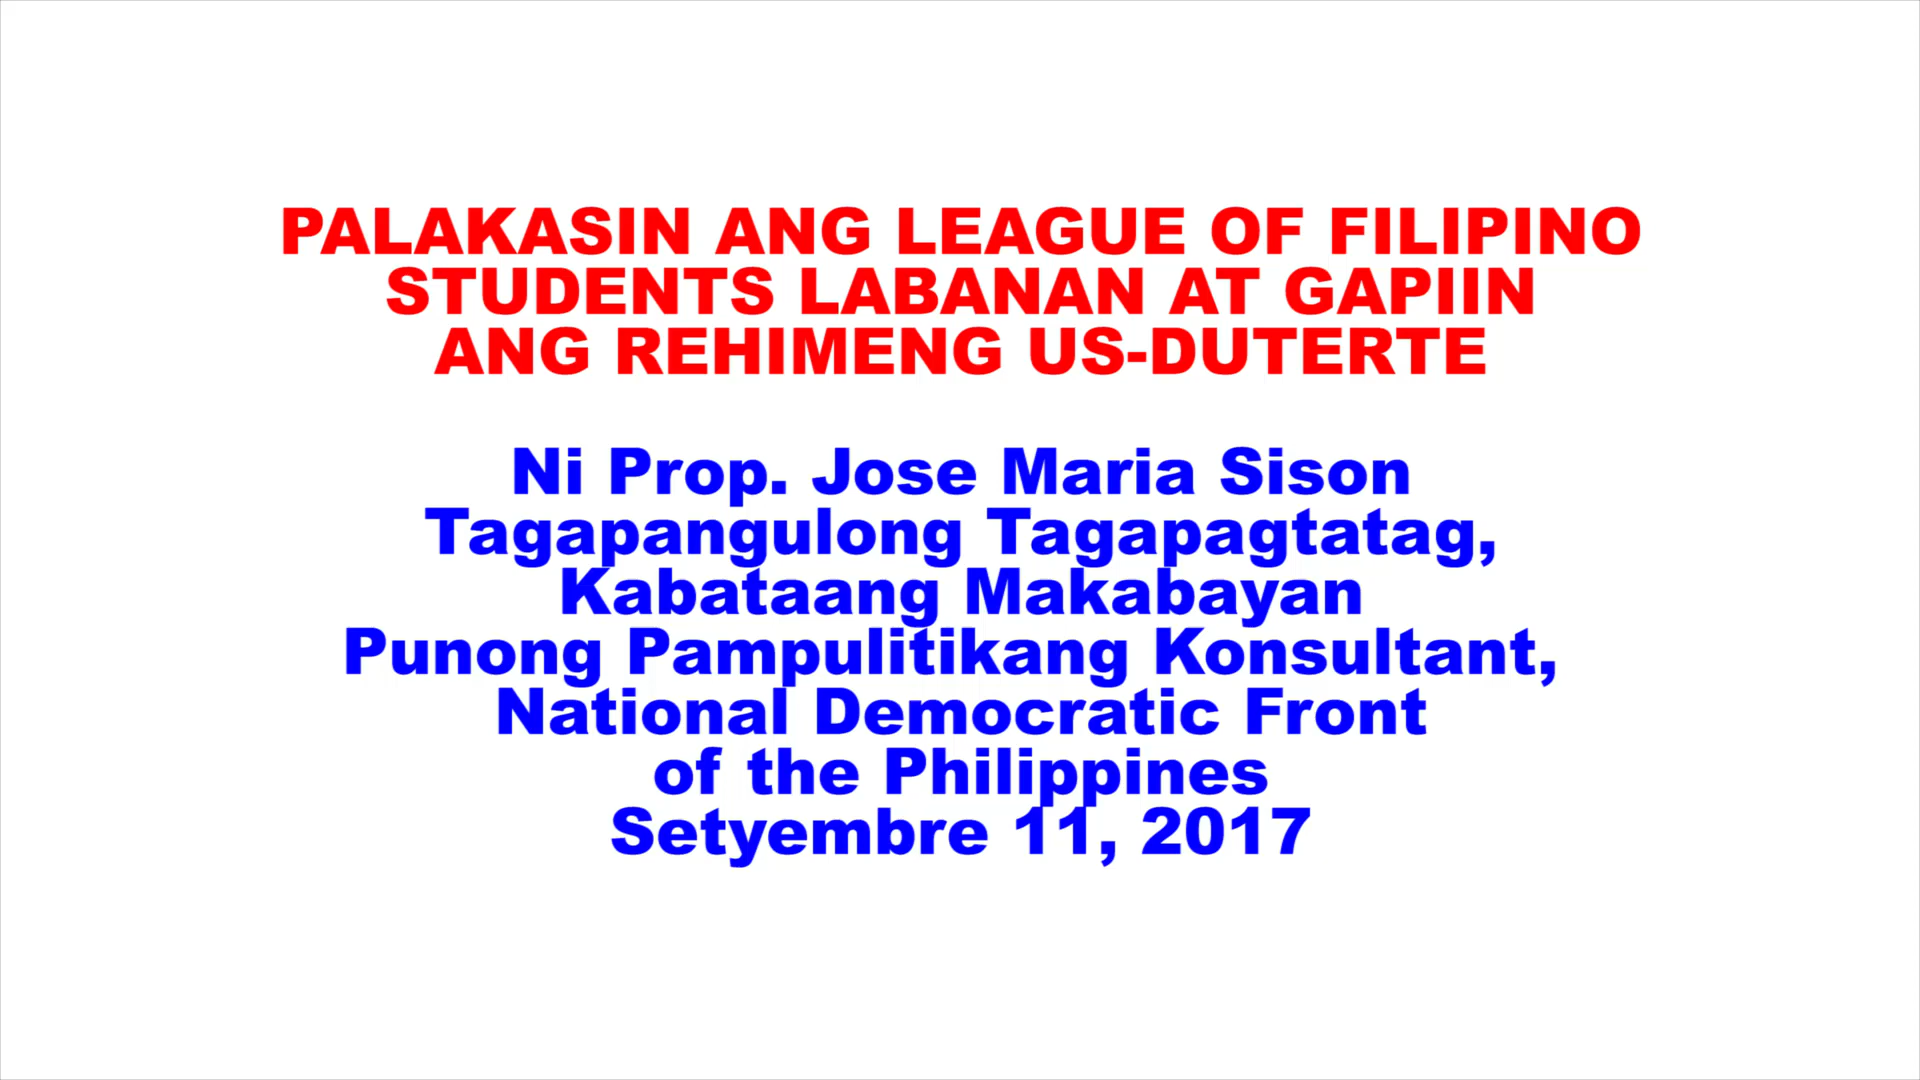 PALAKASIN ANG LEAGUE OF FILIPINO
STUDENTS LABANAN AT GAPIIN
ANG REHIMENG US-DUTERTE
Ni Prop. Jose Maria Sison
Tagapangulong Tagapagtatag,
Kabataang Makabayan
Punong Pampulitikang Konsultant,
National Democratic Front
of the Philippines
Setyembre 11, 2017